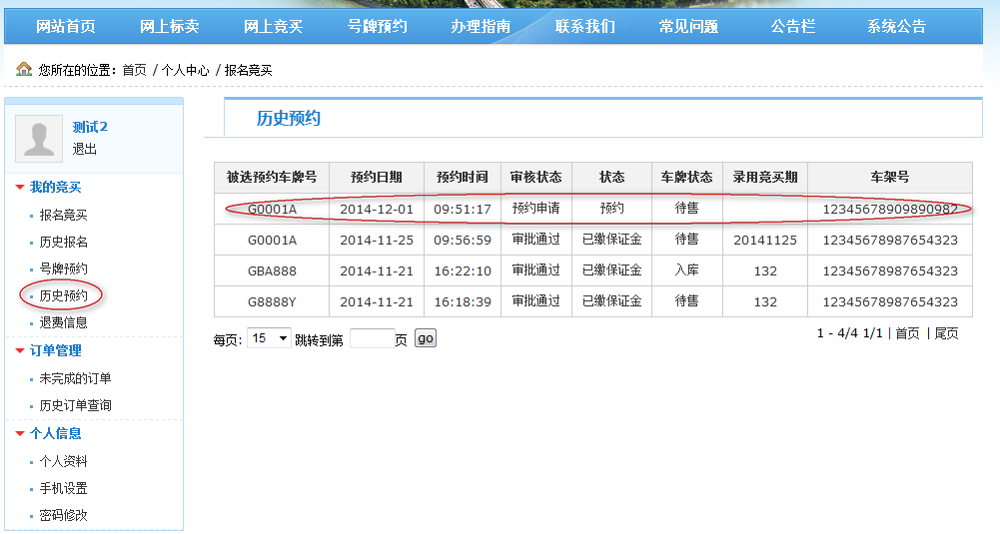 网站首页 网上标卖 网上竞买 号牌预约 办理指南 联系我们 常见问题 公告栏 系统公告
您所在的位置：首页 / 个人中心 / 报名竞买
测试2
退出
我的竞买
报名竞买
历史报名
号牌预约
历史预约
退费信息
订单管理
未完成的订单
历史订单查询
个人信息
个人资料
手机设置
密码修改
历史预约
被选预约车牌号 预约日期 预约时间 审核状态 状态 车牌状态 录用竞买期 车架号
G0001A 2014-12-01 09:51:17 预约申请 预约 待售 12345678909890982
G0001A 2014-11-25 09:56:59 审批通过 已缴保证金 待售 20141125 12345678987654323
GBA888 2014-11-21 16:22:10 审批通过 已缴保证金 入库 132 12345678987654323
G8888Y 2014-11-21 16:18:39 审批通过 已缴保证金 待售 132 12345678987654323
每页: 15 跳转到第 页 go
1 - 4/4 1/1 | 首页 | 尾页